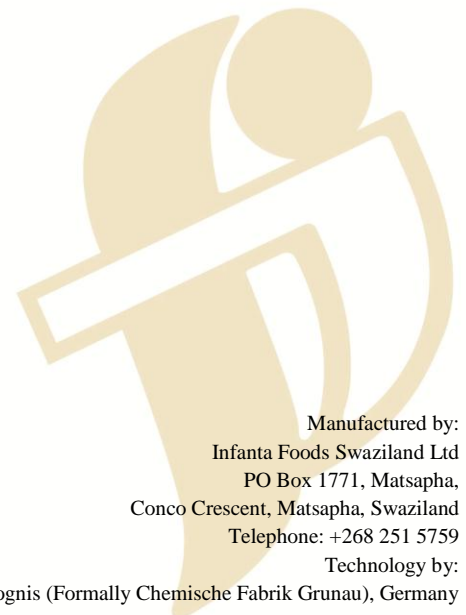 Manufactured by:
Infanta Foods Swaziland Ltd
PO Box 1771, Matsapha,
Conco Crescent, Matsapha, Swaziland
Telephone: +268 251 5759
Technology by:
(Formally Chemische Fabrik Grunau), Germany